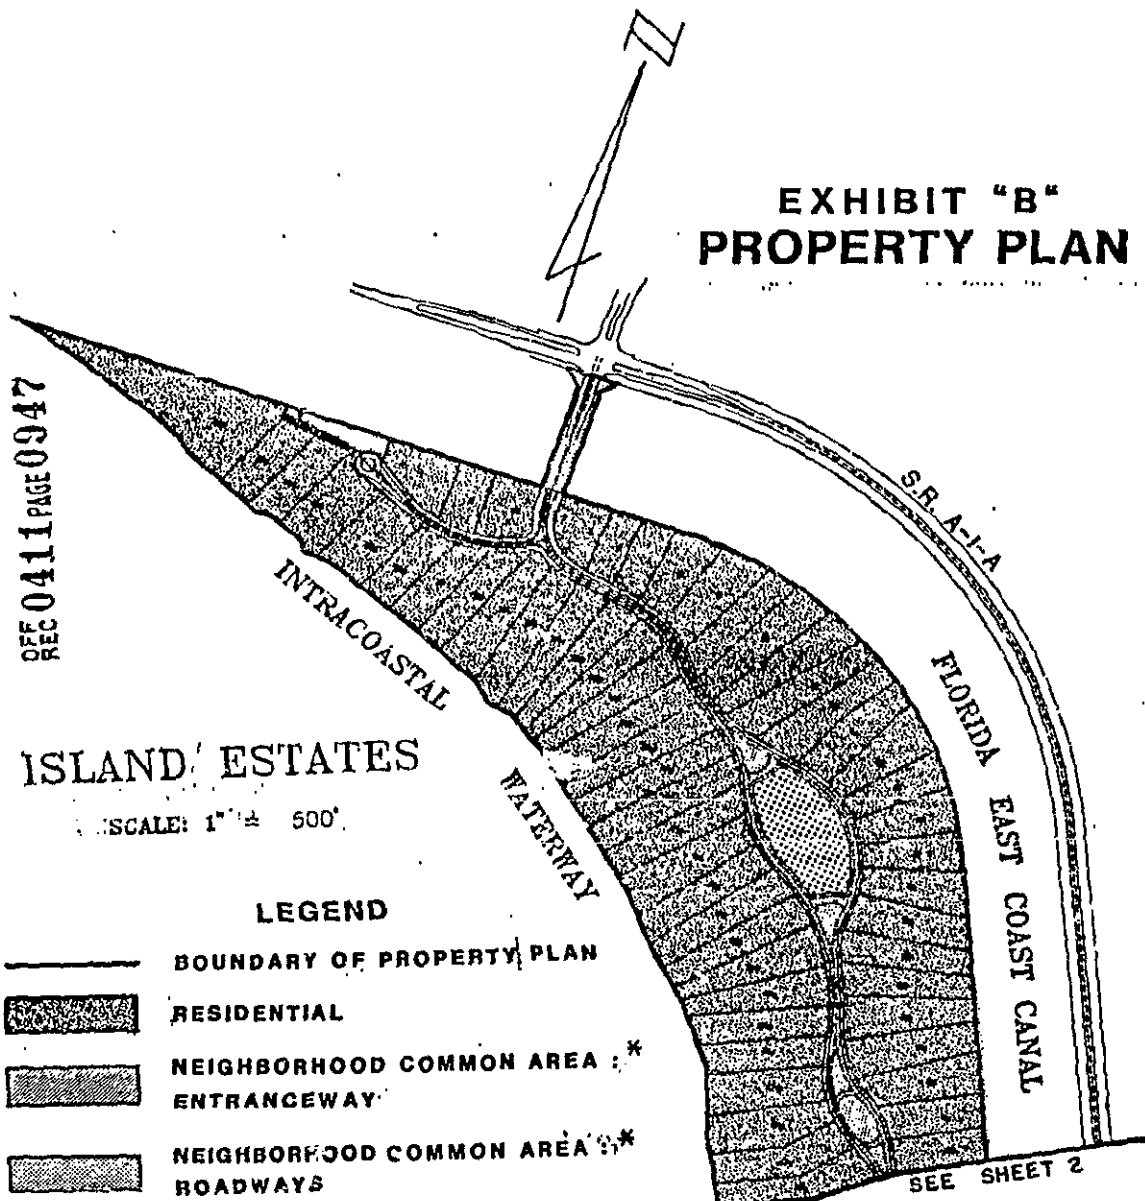 Z
EXHIBIT "B"
PROPERTY PLAN
OFF REC 0411 PAGE 0947
S.R. A-1-A
INTRACOASTAL
WATERWAY
FLORIDA EAST COAST CANAL
ISLAND ESTATES
SCALE: 1" = 500'
LEGEND
BOUNDARY OF PROPERTY PLAN
RESIDENTIAL
NEIGHBORHOOD COMMON AREA : *
ENTRANCEWAY
NEIGHBORHOOD COMMON AREA : *
ROADWAYS
SEE SHEET 2